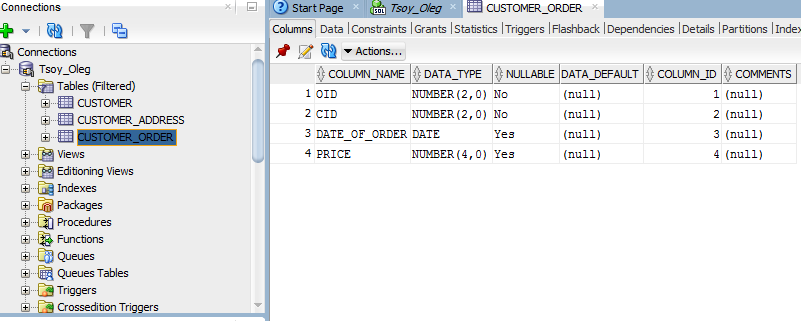 Connections
Connections
Tsoy_Oleg
Tables (Filtered)
CUSTOMER
CUSTOMER_ADDRESS
CUSTOMER_ORDER
Views
Editioning Views
Indexes
Packages
Procedures
Functions
Queues
Queues Tables
Triggers
Crossedition Triggers
Start Page Tsoy_Oleg CUSTOMER_ORDER
Columns Data Constraints Grants Statistics Triggers Flashback Dependencies Details Partitions Index
Actions...
COLUMN_NAME DATA_TYPE NULLABLE DATA_DEFAULT COLUMN_ID COMMENTS
1 OID NUMBER(2,0) No (null) 1 (null)
2 CID NUMBER(2,0) No (null) 2 (null)
3 DATE_OF_ORDER DATE Yes (null) 3 (null)
4 PRICE NUMBER(4,0) Yes (null) 4 (null)